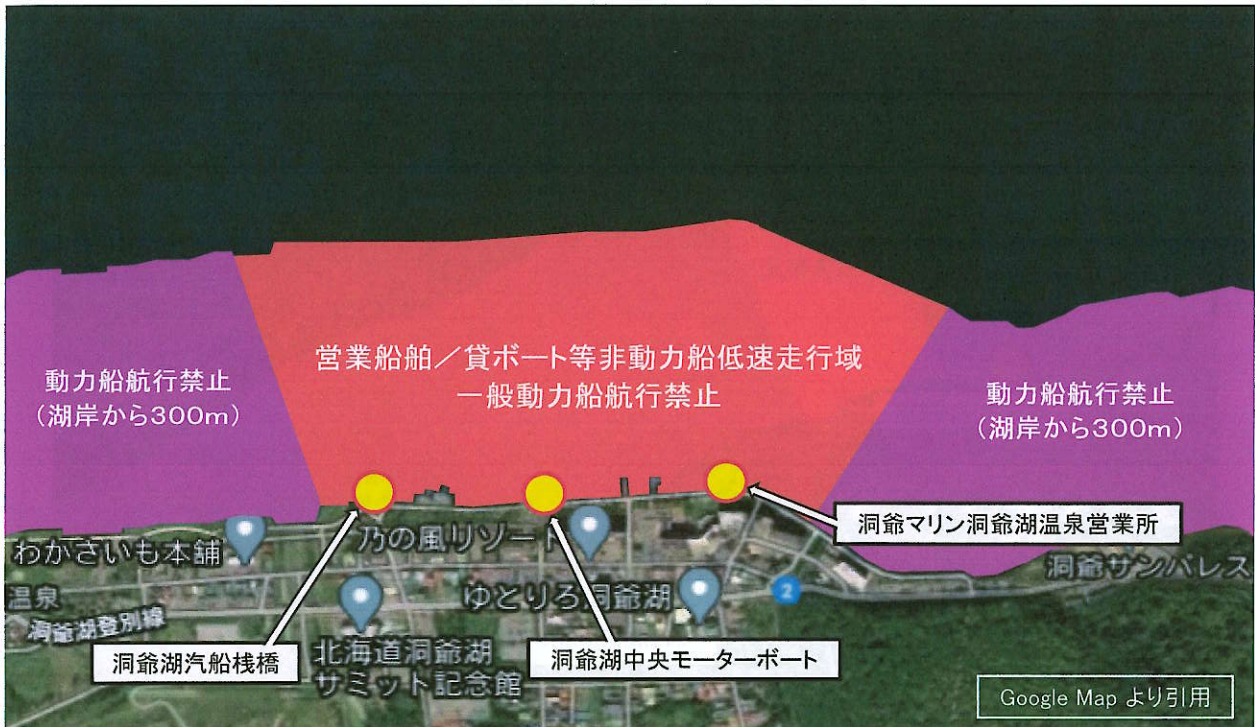 営業船舶／貸ボート等非動力船低速走行域
一般動力船航行禁止
動力船航行禁止
（湖岸から300m）
動力船航行禁止
（湖岸から300m）
洞爺マリン洞爺湖温泉営業所
わかさいも本舗
乃の風リゾート
洞爺サンパレス
温泉
ゆとりろ洞爺湖
2
洞爺湖登別線
洞爺湖汽船桟橋
北海道洞爺湖
サミット記念館
洞爺湖中央モーターボート
Google Map より引用